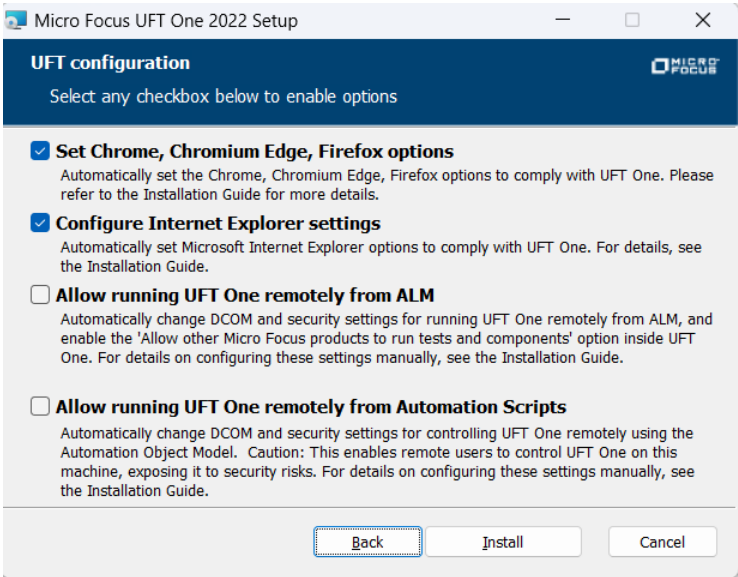 Micro Focus UFT One 2022 Setup
UFT configuration
MICRO
FOCUS
Select any checkbox below to enable options
Set Chrome, Chromium Edge, Firefox options
Automatically set the Chrome, Chromium Edge, Firefox options to comply with UFT One. Please
refer to the Installation Guide for more details.
Configure Internet Explorer settings
Automatically set Microsoft Internet Explorer options to comply with UFT One. For details, see
the Installation Guide.
Allow running UFT One remotely from ALM
Automatically change DCOM and security settings for running UFT One remotely from ALM, and
enable the 'Allow other Micro Focus products to run tests and components' option inside UFT
One. For details on configuring these settings manually, see the Installation Guide.
Allow running UFT One remotely from Automation Scripts
Automatically change DCOM and security settings for controlling UFT One remotely using the
Automation Object Model.  Caution: This enables remote users to control UFT One on this
machine, exposing it to security risks. For details on configuring these settings manually, see
the Installation Guide.
Back
Install
Cancel